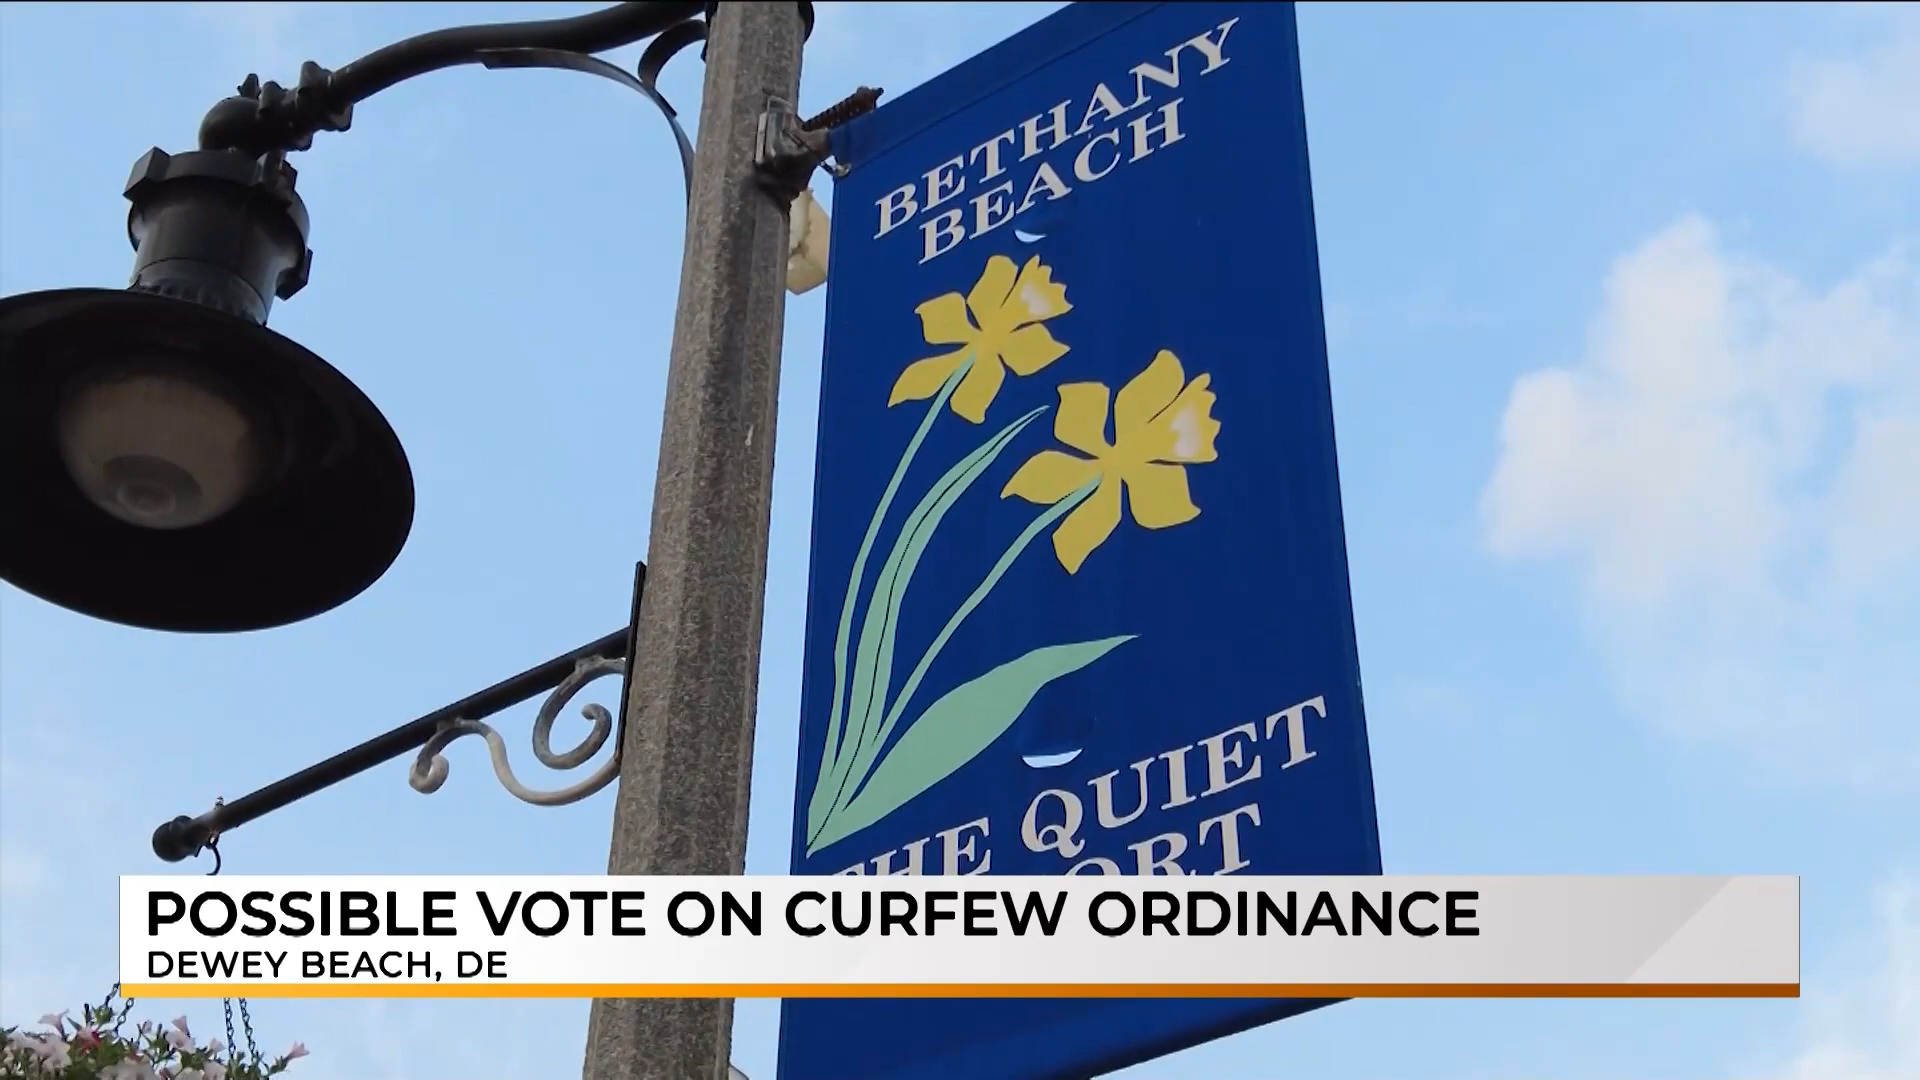 BETHANY
BEACH
THE QUIET
POSSIBLE VOTE ON CURFEW ORDINANCE
DEWEY BEACH, DE